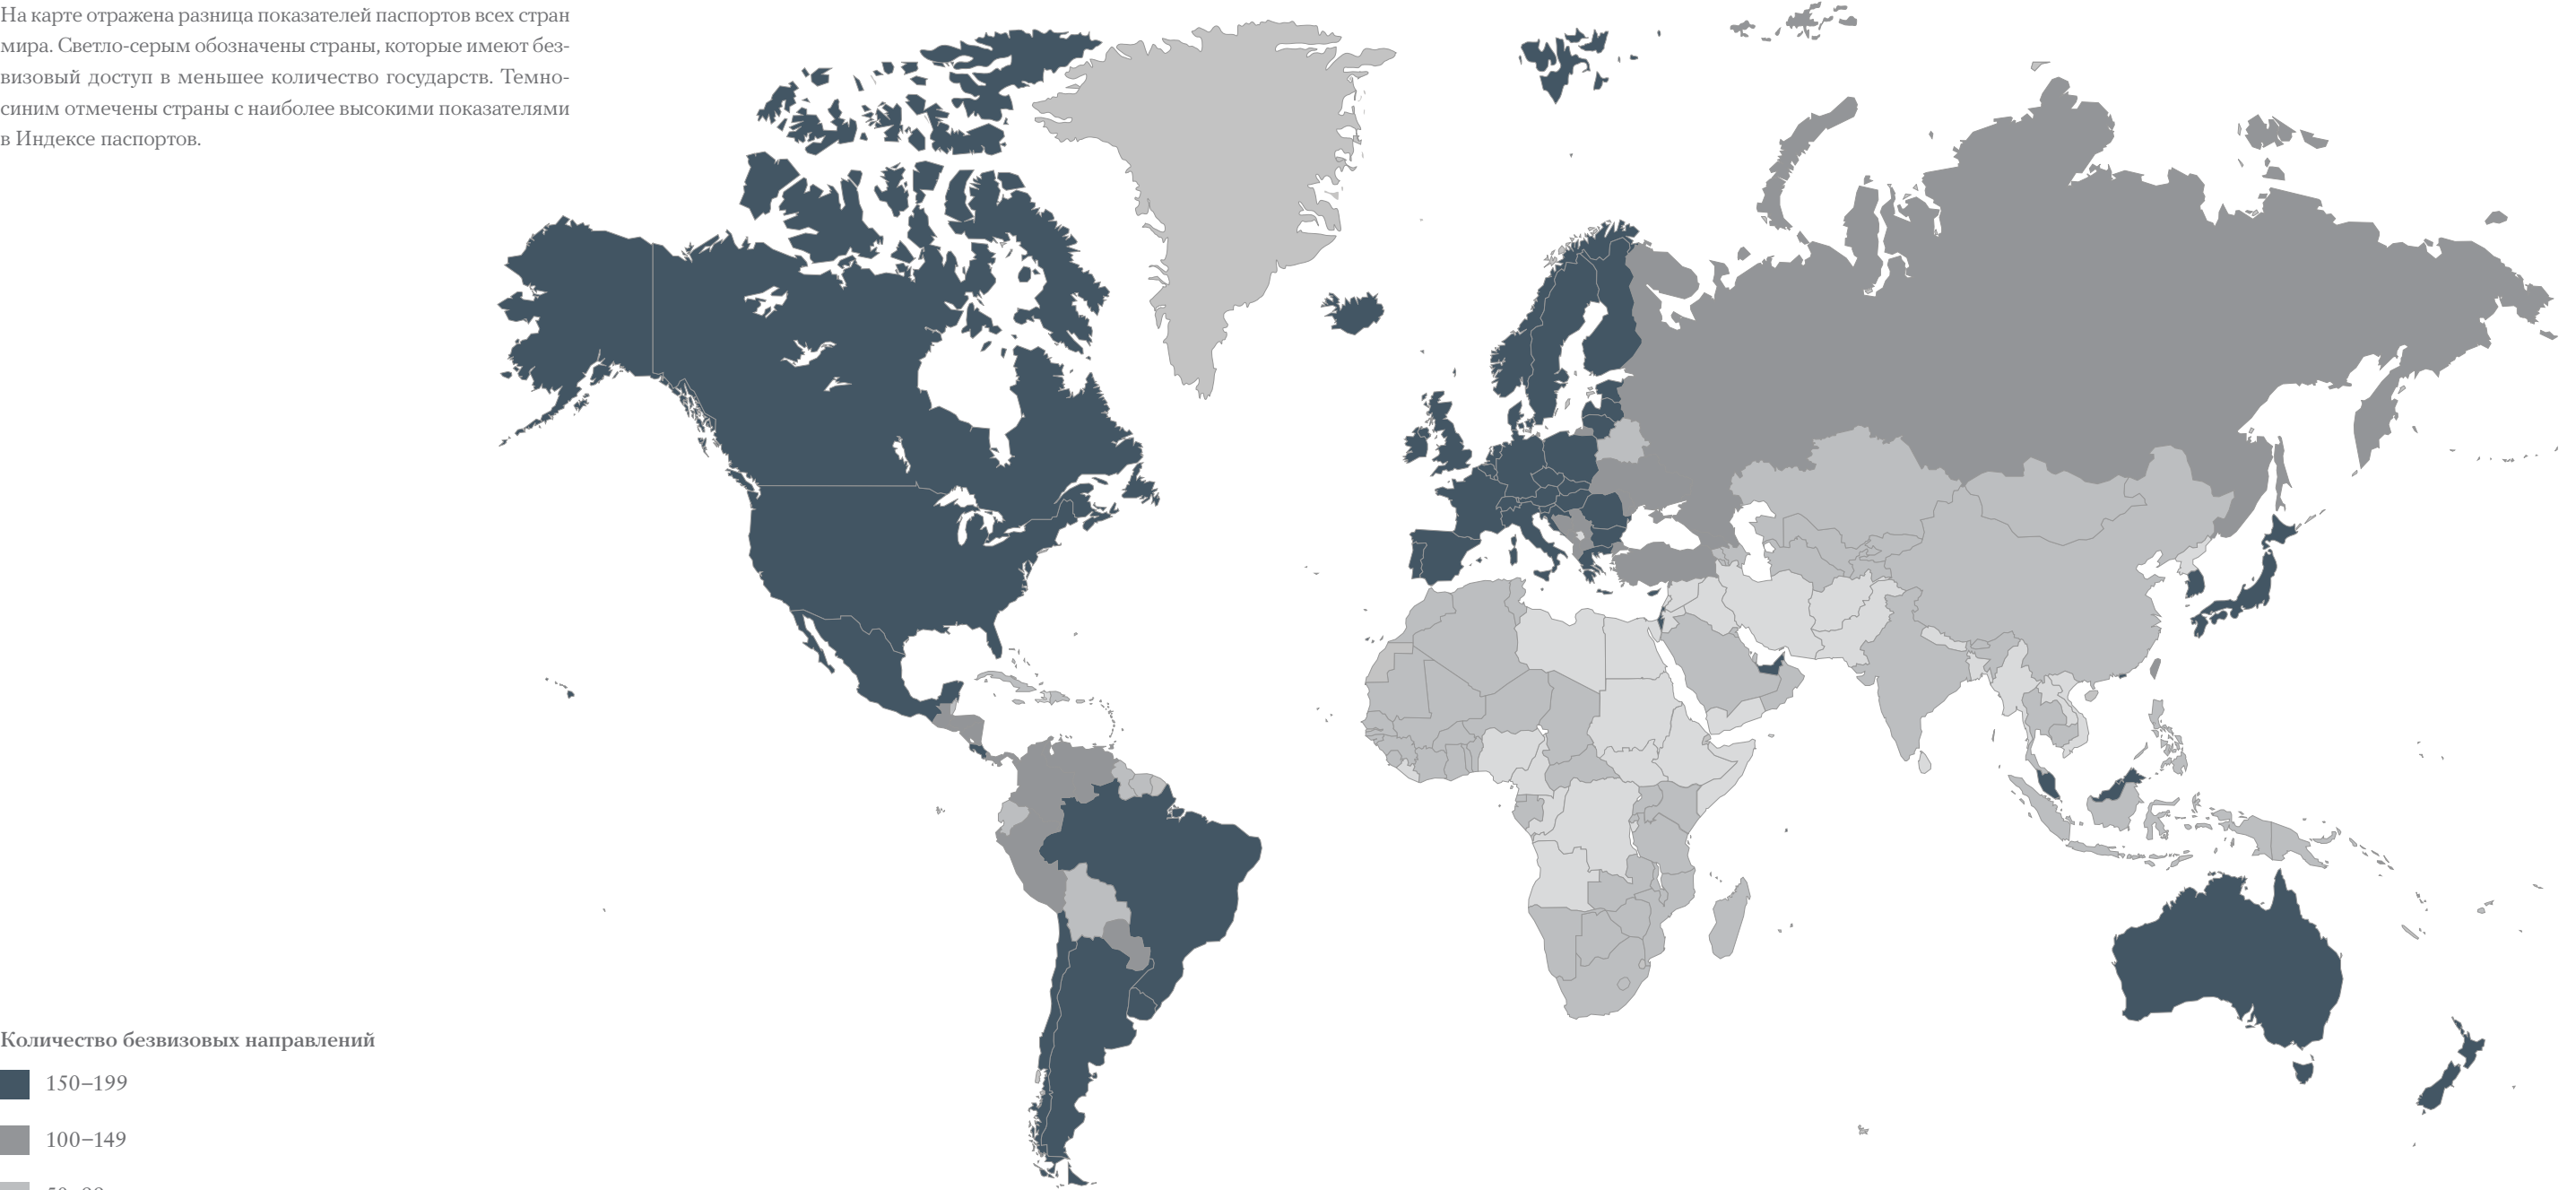 На карте отражена разница показателей паспортов всех стран
мира. Светло-серым обозначены страны, которые имеют без-
визовый доступ в меньшее количество государств. Темно-
синим отмечены страны с наиболее высокими показателями
в Индексе паспортов.
Количество безвизовых направлений
150–199
100–149